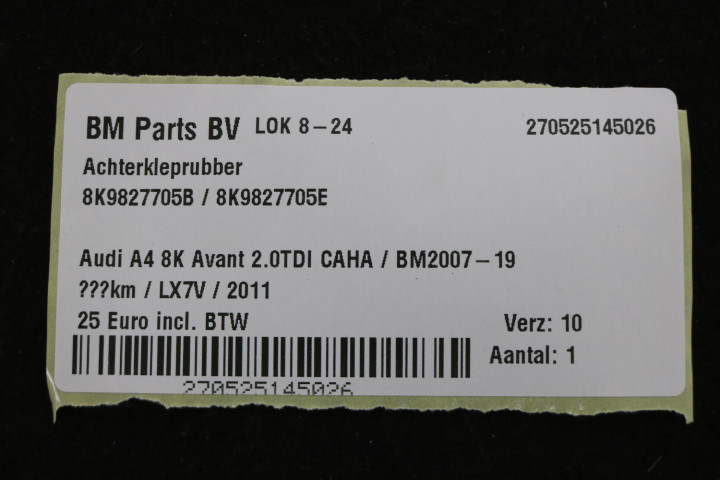 BM Parts BV LOK 8-24 270525145026
Achterkleprubber
8K9827705B / 8K9827705E
Audi A4 8K Avant 2.0TDI CAHA / BM2007-19
???km / LX7V / 2011
25 Euro incl. BTW Verz: 10
Aantal: 1
270525145026